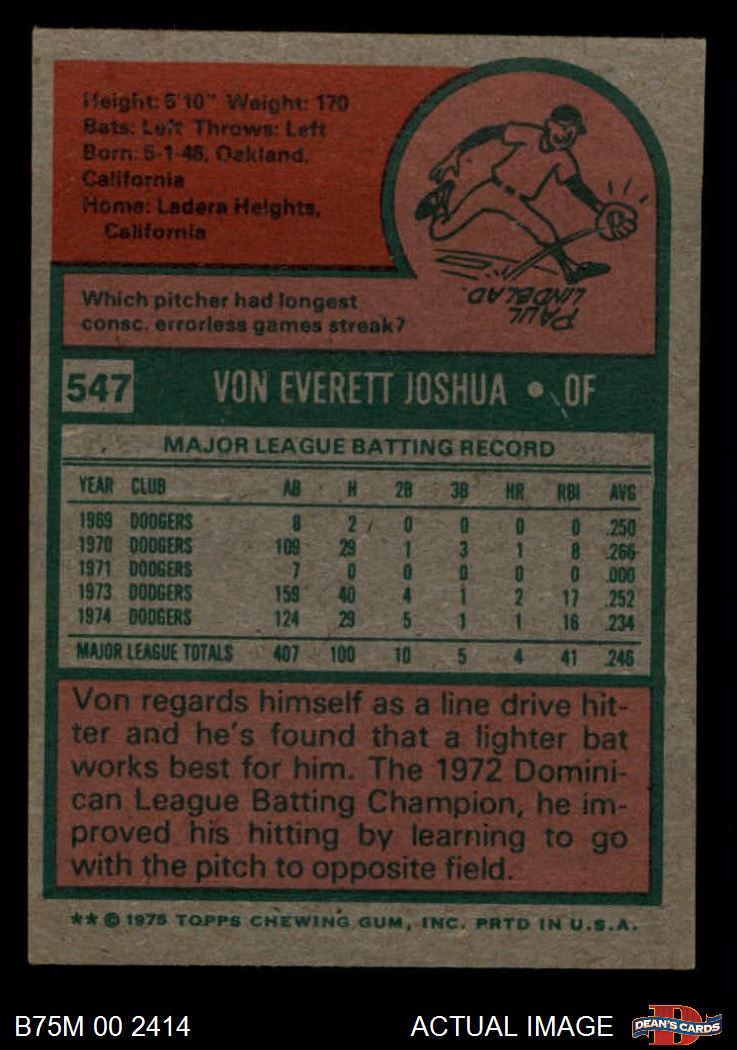 Height: 5'10" Weight: 170
Bats: Left Throws: Left
Born: 5-1-48, Oakland,
California
Home: Ladera Heights,
California
PAUL
LINDBLAD.
Which pitcher had longest
consc. errorless games streak?
547 VON EVERETT JOSHUA • OF
MAJOR LEAGUE BATTING RECORD
YEAR CLUB AB H 2B 3B HR RBI AVG
1969 DODGERS 8 2 0 0 0 0 .250
1970 DODGERS 109 29 1 3 1 8 .266
1971 DODGERS 7 0 0 0 0 0 .000
1973 DODGERS 159 40 4 1 2 17 .252
1974 DODGERS 124 29 5 1 1 16 .234
MAJOR LEAGUE TOTALS 407 100 10 5 4 41 .246
Von regards himself as a line drive hit-
ter and he's found that a lighter bat
works best for him. The 1972 Domini-
can League Batting Champion, he im-
proved his hitting by learning to go
with the pitch to opposite field.
** © 1975 TOPPS CHEWING GUM, INC. PRTD IN U.S.A.
B75M 00 2414 ACTUAL IMAGE DEAN'S CARDS